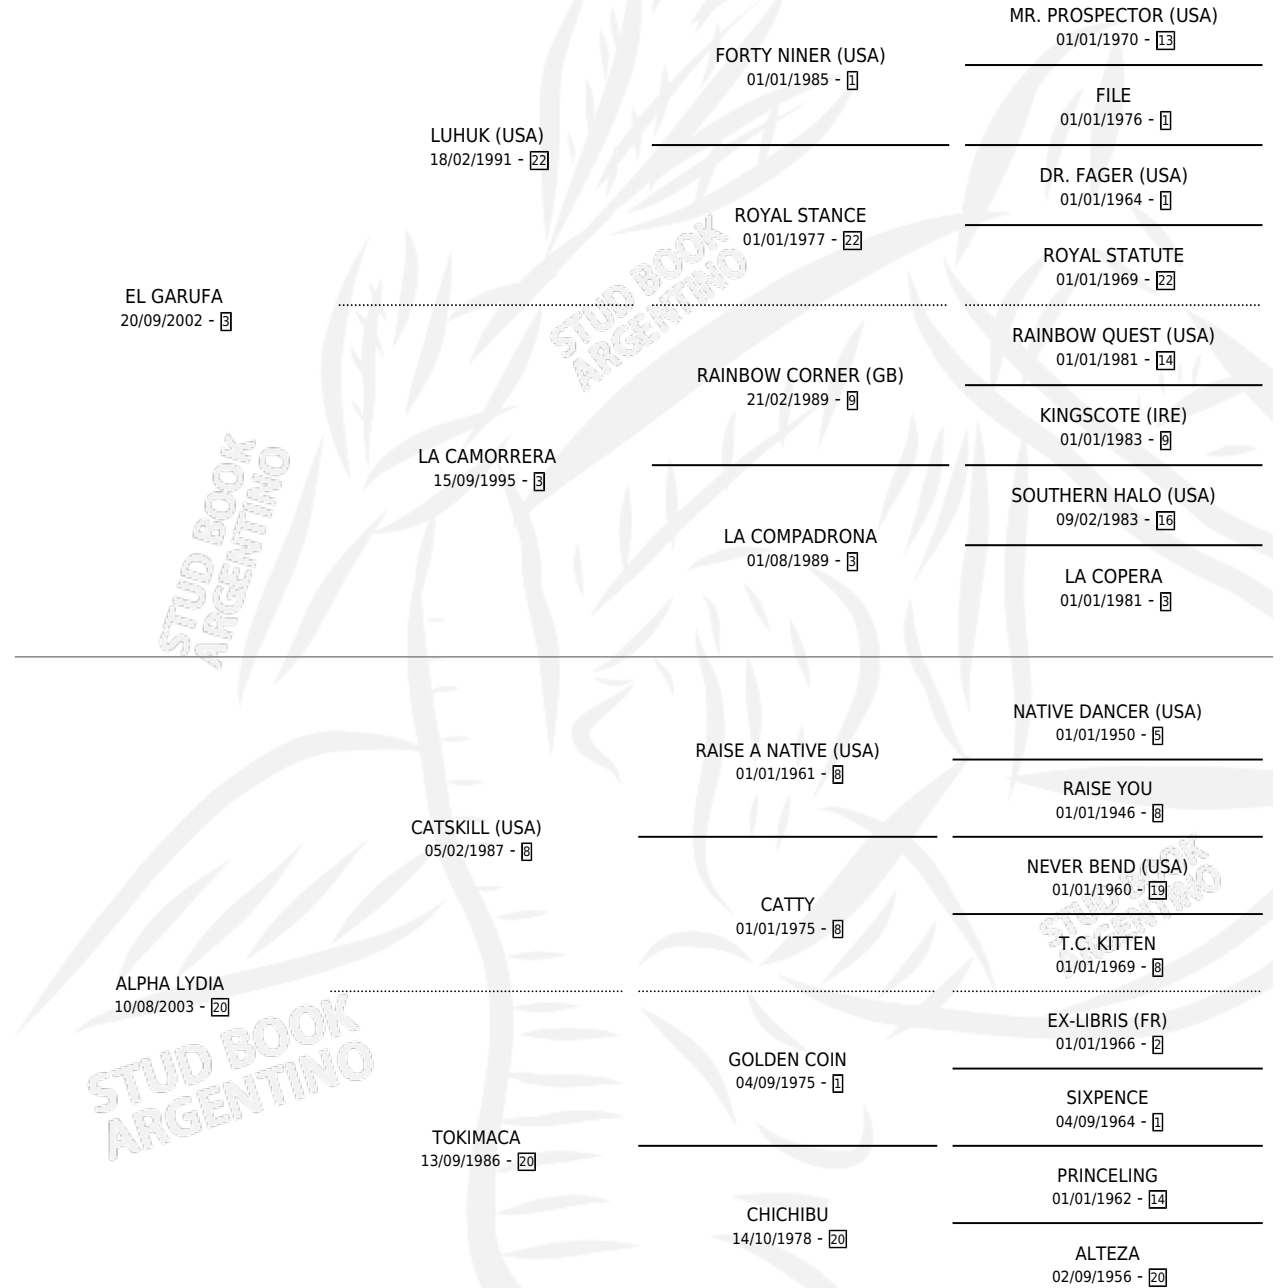 MR. PROSPECTOR (USA)
01/01/1970 - 13
FORTY NINER (USA)
01/01/1985 - 1
FILE
01/01/1976 - 1
LUHUK (USA)
18/02/1991 - 22
DR. FAGER (USA)
01/01/1964 - 1
ROYAL STANCE
01/01/1977 - 22
ROYAL STATUTE
01/01/1969 - 22
EL GARUFA
20/09/2002 - 3
RAINBOW QUEST (USA)
01/01/1981 - 14
RAINBOW CORNER (GB)
21/02/1989 - 9
KINGSCOTE (IRE)
01/01/1983 - 9
LA CAMORRERA
15/09/1995 - 3
SOUTHERN HALO (USA)
09/02/1983 - 16
LA COMPADRONA
01/08/1989 - 3
LA COPERA
01/01/1981 - 3
STUD BOOK
ARGENTINO
STUD BOOK
ARGENTINO
NATIVE DANCER (USA)
01/01/1950 - 5
RAISE A NATIVE (USA)
01/01/1961 - 8
RAISE YOU
01/01/1946 - 8
CATSKILL (USA)
05/02/1987 - 8
NEVER BEND (USA)
01/01/1960 - 19
CATTY
01/01/1975 - 8
T.C. KITTEN
01/01/1969 - 8
ALPHA LYDIA
10/08/2003 - 20
EX-LIBRIS (FR)
01/01/1966 - 2
GOLDEN COIN
04/09/1975 - 1
SIXPENCE
04/09/1964 - 1
TOKIMACA
13/09/1986 - 20
PRINCELING
01/01/1962 - 14
CHICHIBU
14/10/1978 - 20
ALTEZA
02/09/1956 - 20
STUD BOOK
ARGENTINO
STUD BOOK
ARGENTINO